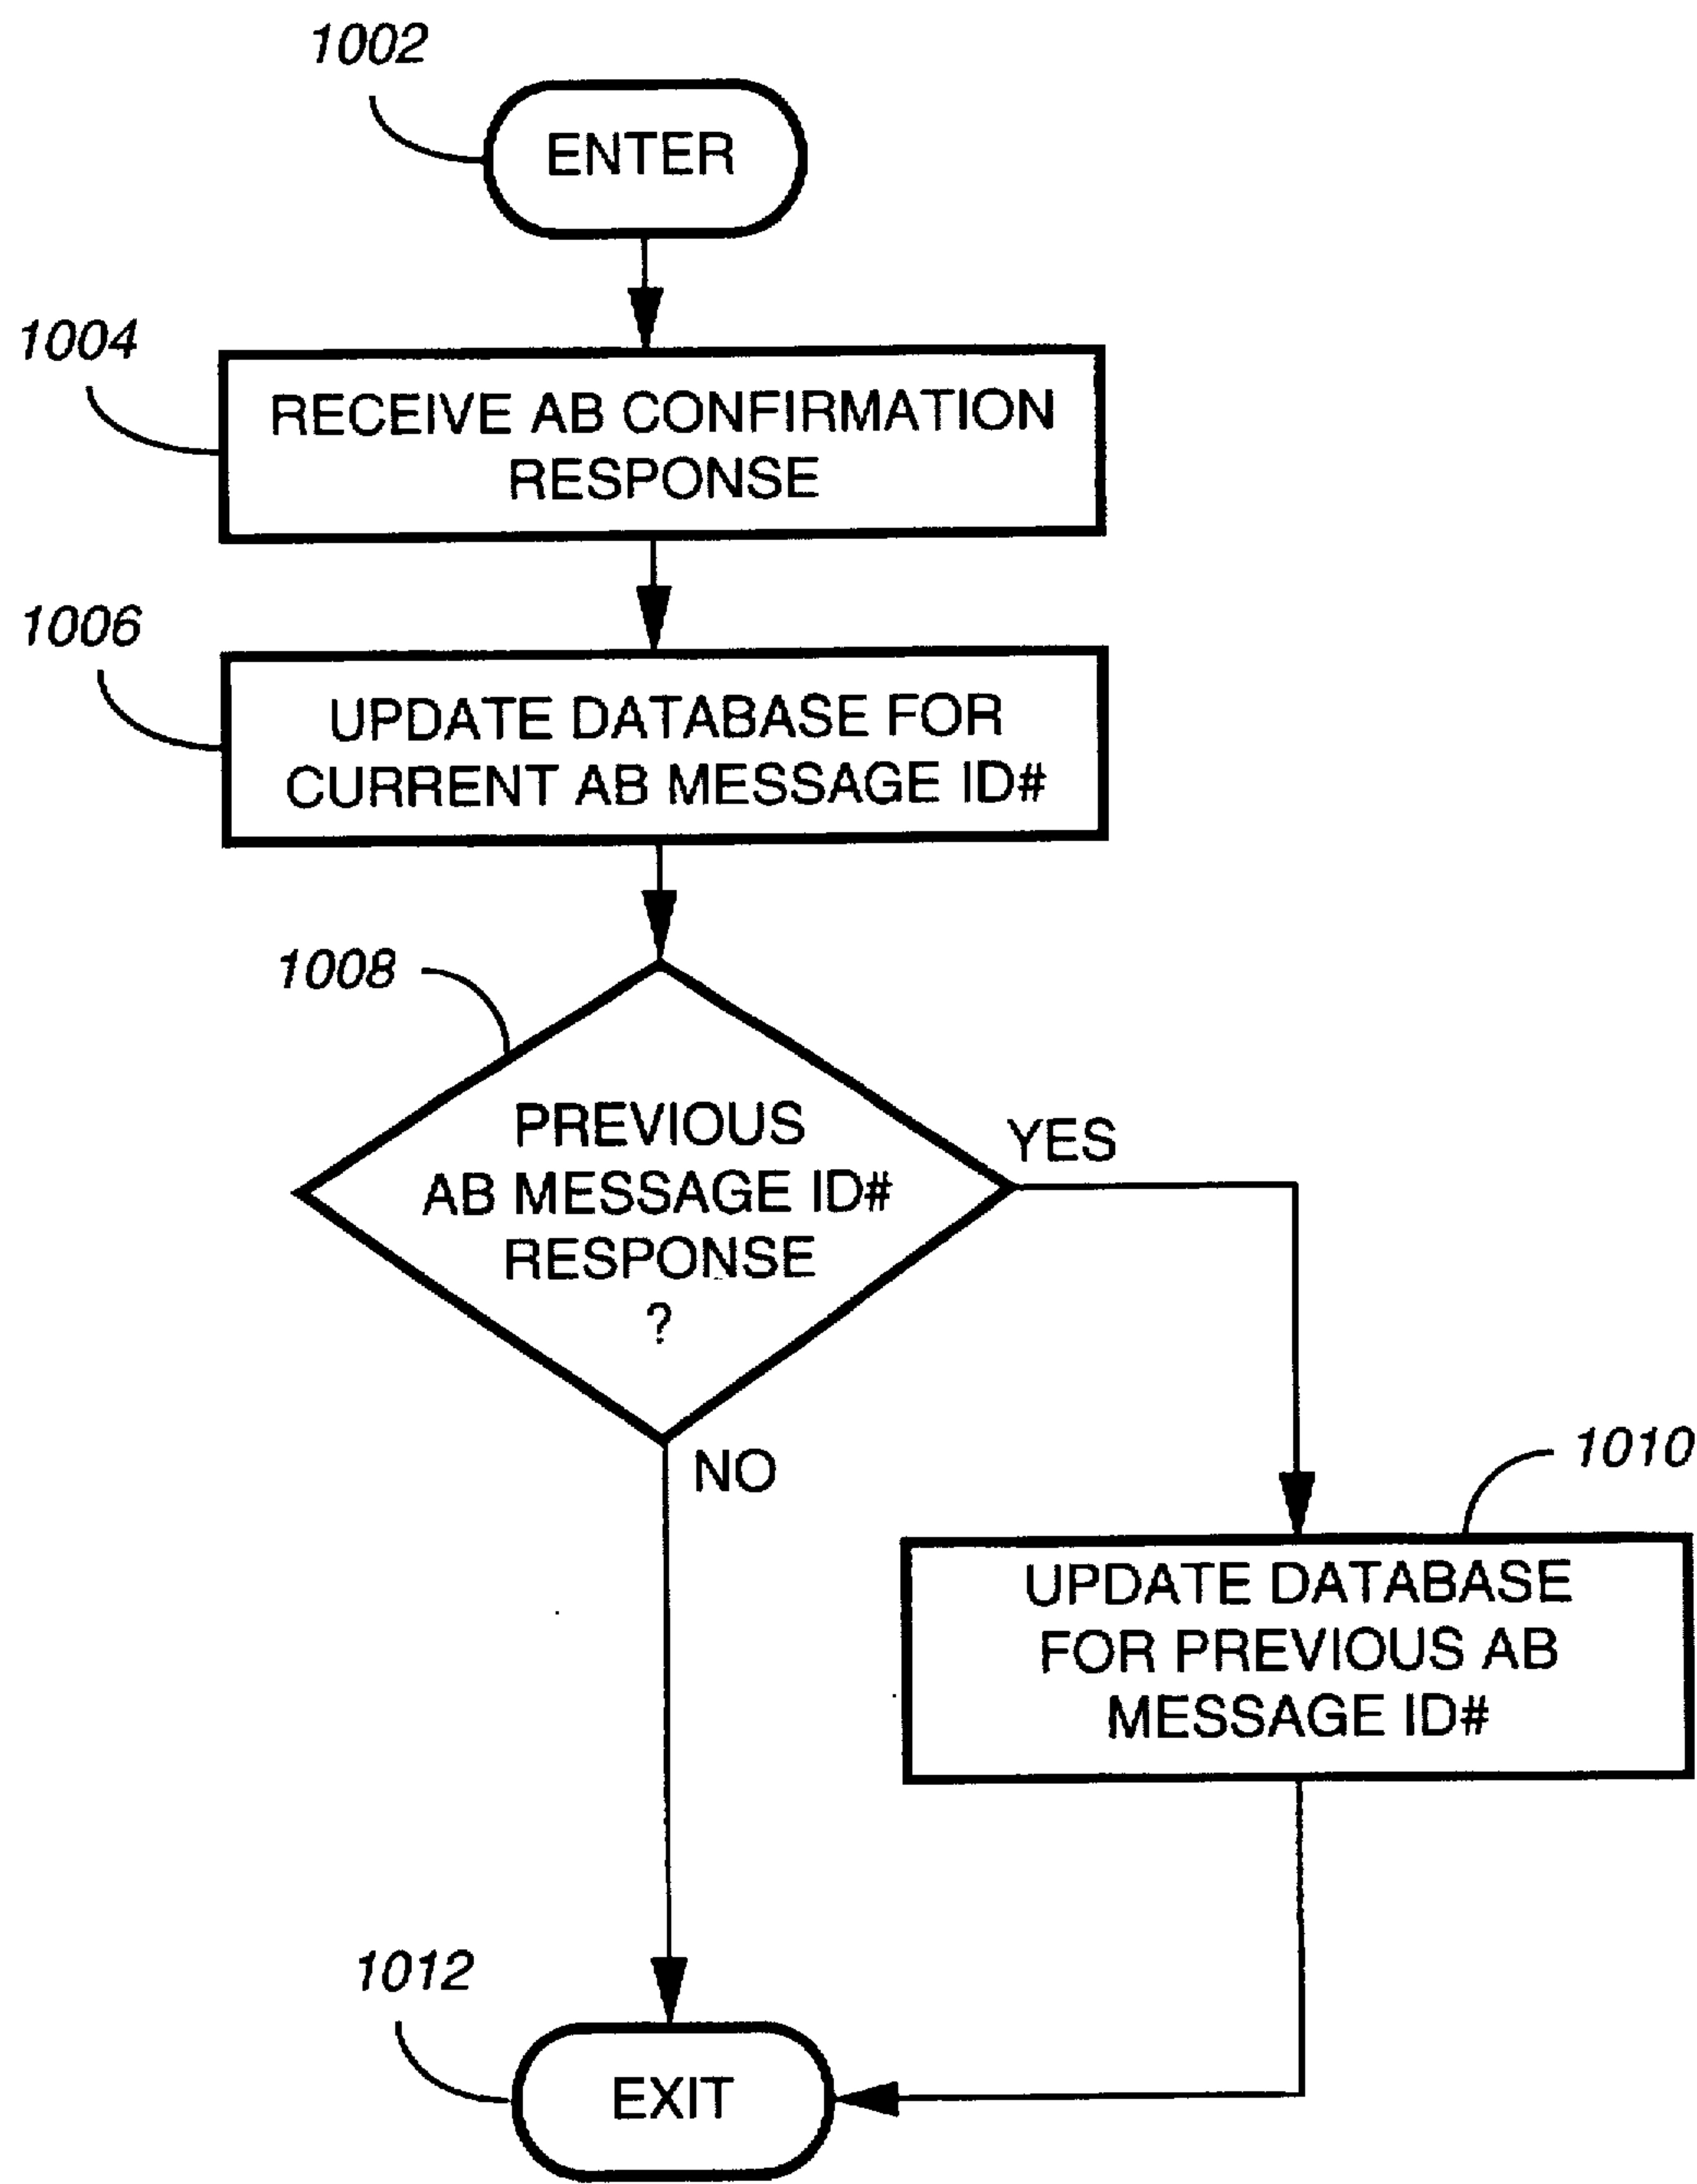 1002
ENTER
1004
RECEIVE AB CONFIRMATION
RESPONSE
1006
UPDATE DATABASE FOR
CURRENT AB MESSAGE ID#
1008
PREVIOUS
AB MESSAGE ID#
RESPONSE
?
YES
NO
1010
UPDATE DATABASE
FOR PREVIOUS AB
MESSAGE ID#
1012
EXIT